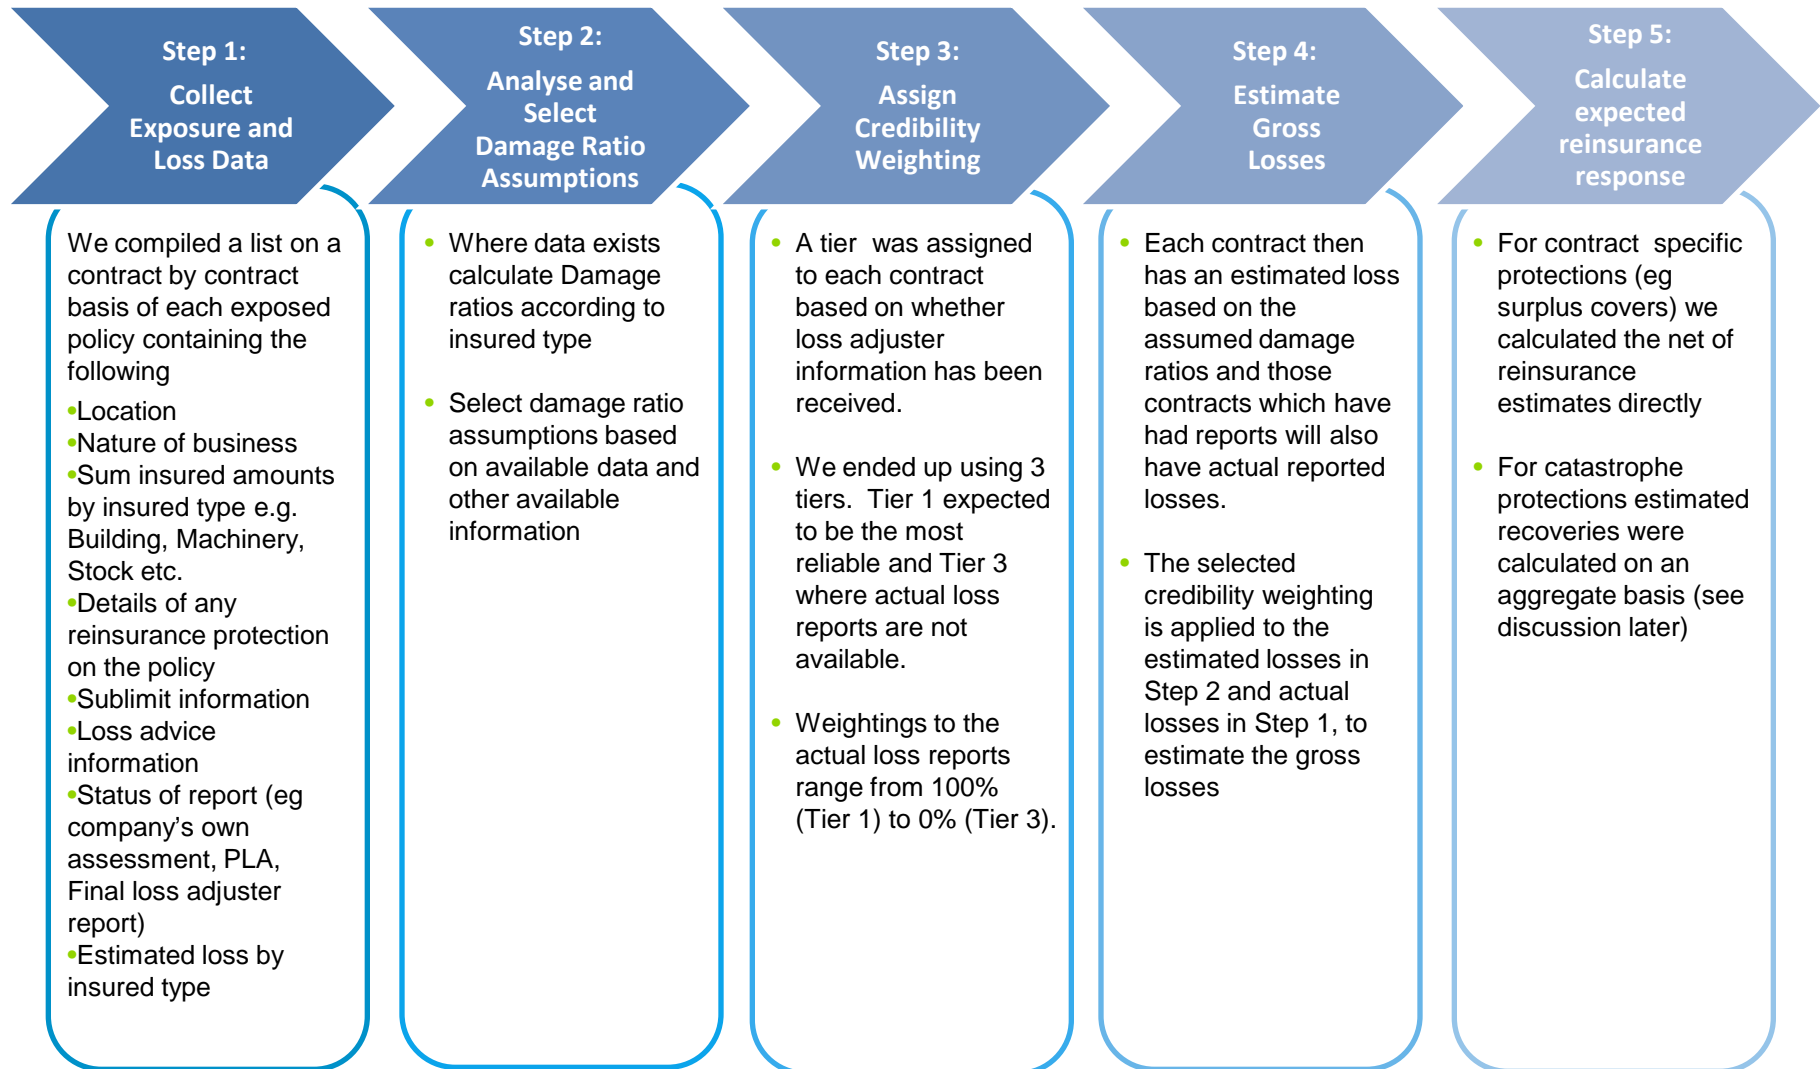 Step 1:
Collect
Exposure and
Loss Data
We compiled a list on a
contract by contract
basis of each exposed
policy containing the
following
•Location
•Nature of business
•Sum insured amounts
by insured type e.g.
Building, Machinery,
Stock etc.
•Details of any
reinsurance protection
on the policy
•Sublimit information
•Loss advice
information
•Status of report (eg
company's own
assessment, PLA,
Final loss adjuster
report)
•Estimated loss by
insured type
Step 2:
Analyse and
Select
Damage Ratio
Assumptions
• Where data exists
calculate Damage
ratios according to
insured type
• Select damage ratio
assumptions based
on available data and
other available
information
Step 3:
Assign
Credibility
Weighting
• A tier was assigned
to each contract
based on whether
loss adjuster
information has been
received.
• We ended up using 3
tiers. Tier 1 expected
to be the most
reliable and Tier 3
where actual loss
reports are not
available.
• Weightings to the
actual loss reports
range from 100%
(Tier 1) to 0% (Tier 3).
Step 4:
Estimate
Gross
Losses
• Each contract then
has an estimated loss
based on the
assumed damage
ratios and those
contracts which have
had reports will also
have actual reported
losses.
• The selected
credibility weighting
is applied to the
estimated losses in
Step 2 and actual
losses in Step 1, to
estimate the gross
losses
Step 5:
Calculate
expected
reinsurance
response
• For contract specific
protections (eg
surplus covers) we
calculated the net of
reinsurance
estimates directly
• For catastrophe
protections estimated
recoveries were
calculated on an
aggregate basis (see
discussion later)